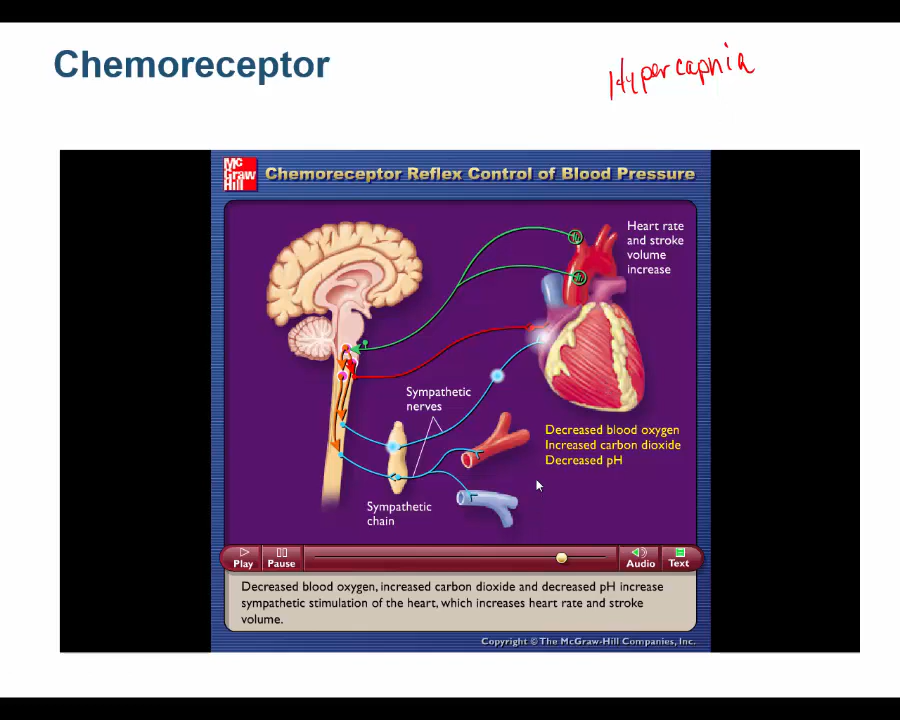 Chemoreceptor
Hypercapnia
Mc
Graw
Hill
Chemoreceptor Reflex Control of Blood Pressure
Heart rate
and stroke
volume
increase
Sympathetic
nerves
Decreased blood oxygen
Increased carbon dioxide
Decreased pH
Sympathetic
chain
Play
Pause
Audio
Text
Decreased blood oxygen, increased carbon dioxide and decreased pH increase
sympathetic stimulation of the heart, which increases heart rate and stroke
volume.
Copyright © The McGraw-Hill Companies, Inc.